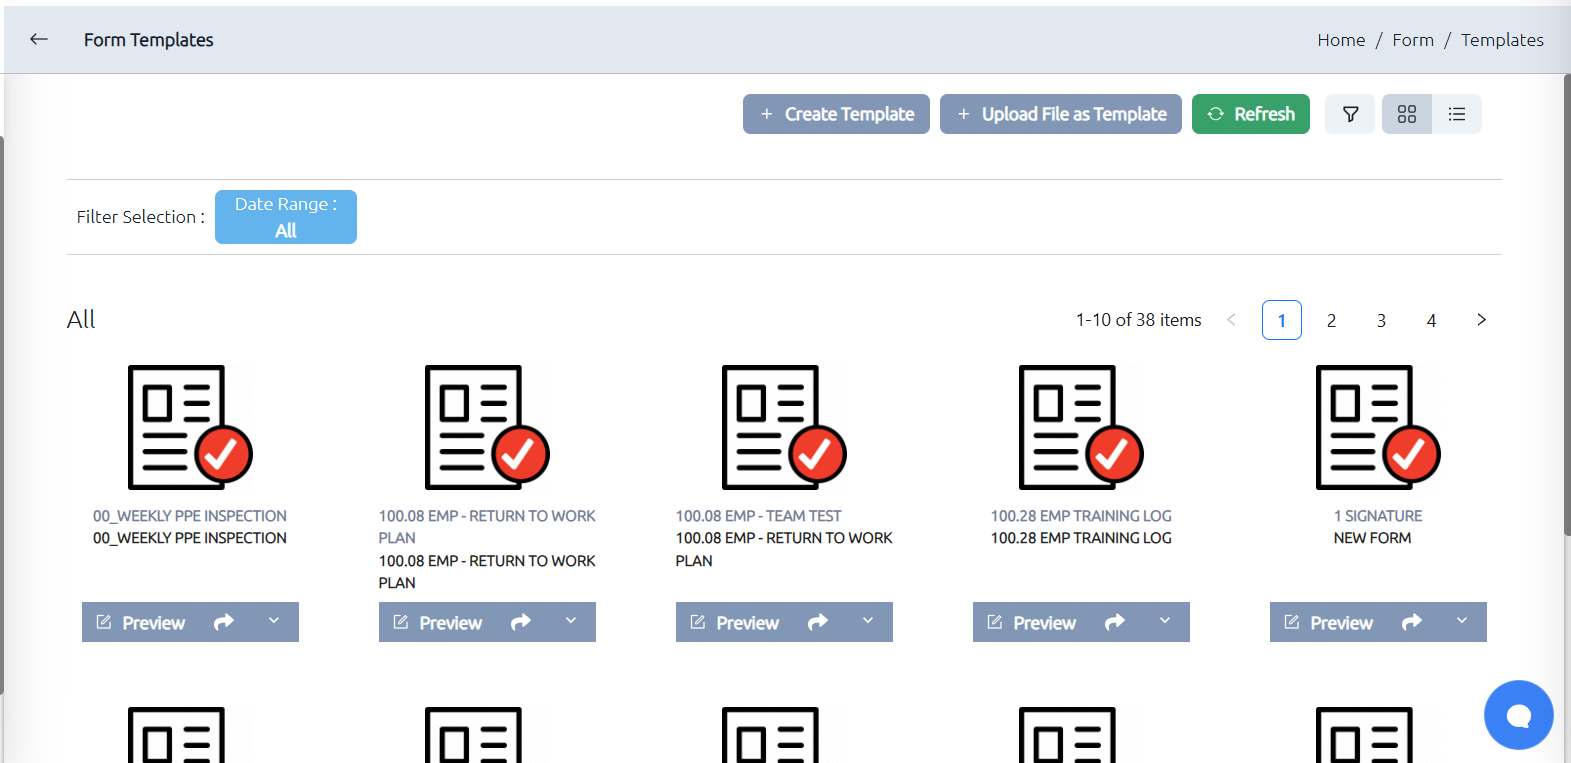 Form Templates
Home / Form / Templates
+ Create Template
+ Upload File as Template
Refresh
Filter Selection :
Date Range :
All
All
1-10 of 38 items
< 1 2 3 4 >
00_WEEKLY PPE INSPECTION
00_WEEKLY PPE INSPECTION
100.08 EMP - RETURN TO WORK
PLAN
100.08 EMP - RETURN TO WORK
PLAN
100.08 EMP - TEAM TEST
100.08 EMP - RETURN TO WORK
PLAN
100.28 EMP TRAINING LOG
100.28 EMP TRAINING LOG
1 SIGNATURE
NEW FORM
Preview
Preview
Preview
Preview
Preview